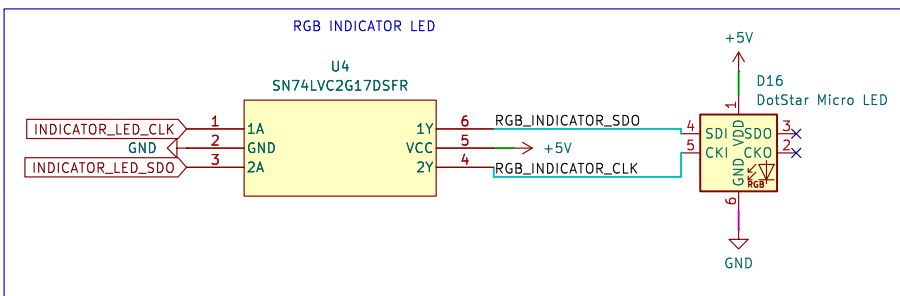 RGB INDICATOR LED
U4
SN74LVC2G17DSFR
INDICATOR_LED_CLK 1 1A 1Y 6 RGB_INDICATOR_SDO
GND 2 GND VCC 5 +5V
INDICATOR_LED_SDO 3 2A 2Y 4 RGB_INDICATOR_CLK
+5V
D16
DotStar Micro LED
1
VDD
4 SDI SDO 3
5 CKI CKO 2
GND
RGB
6
GND